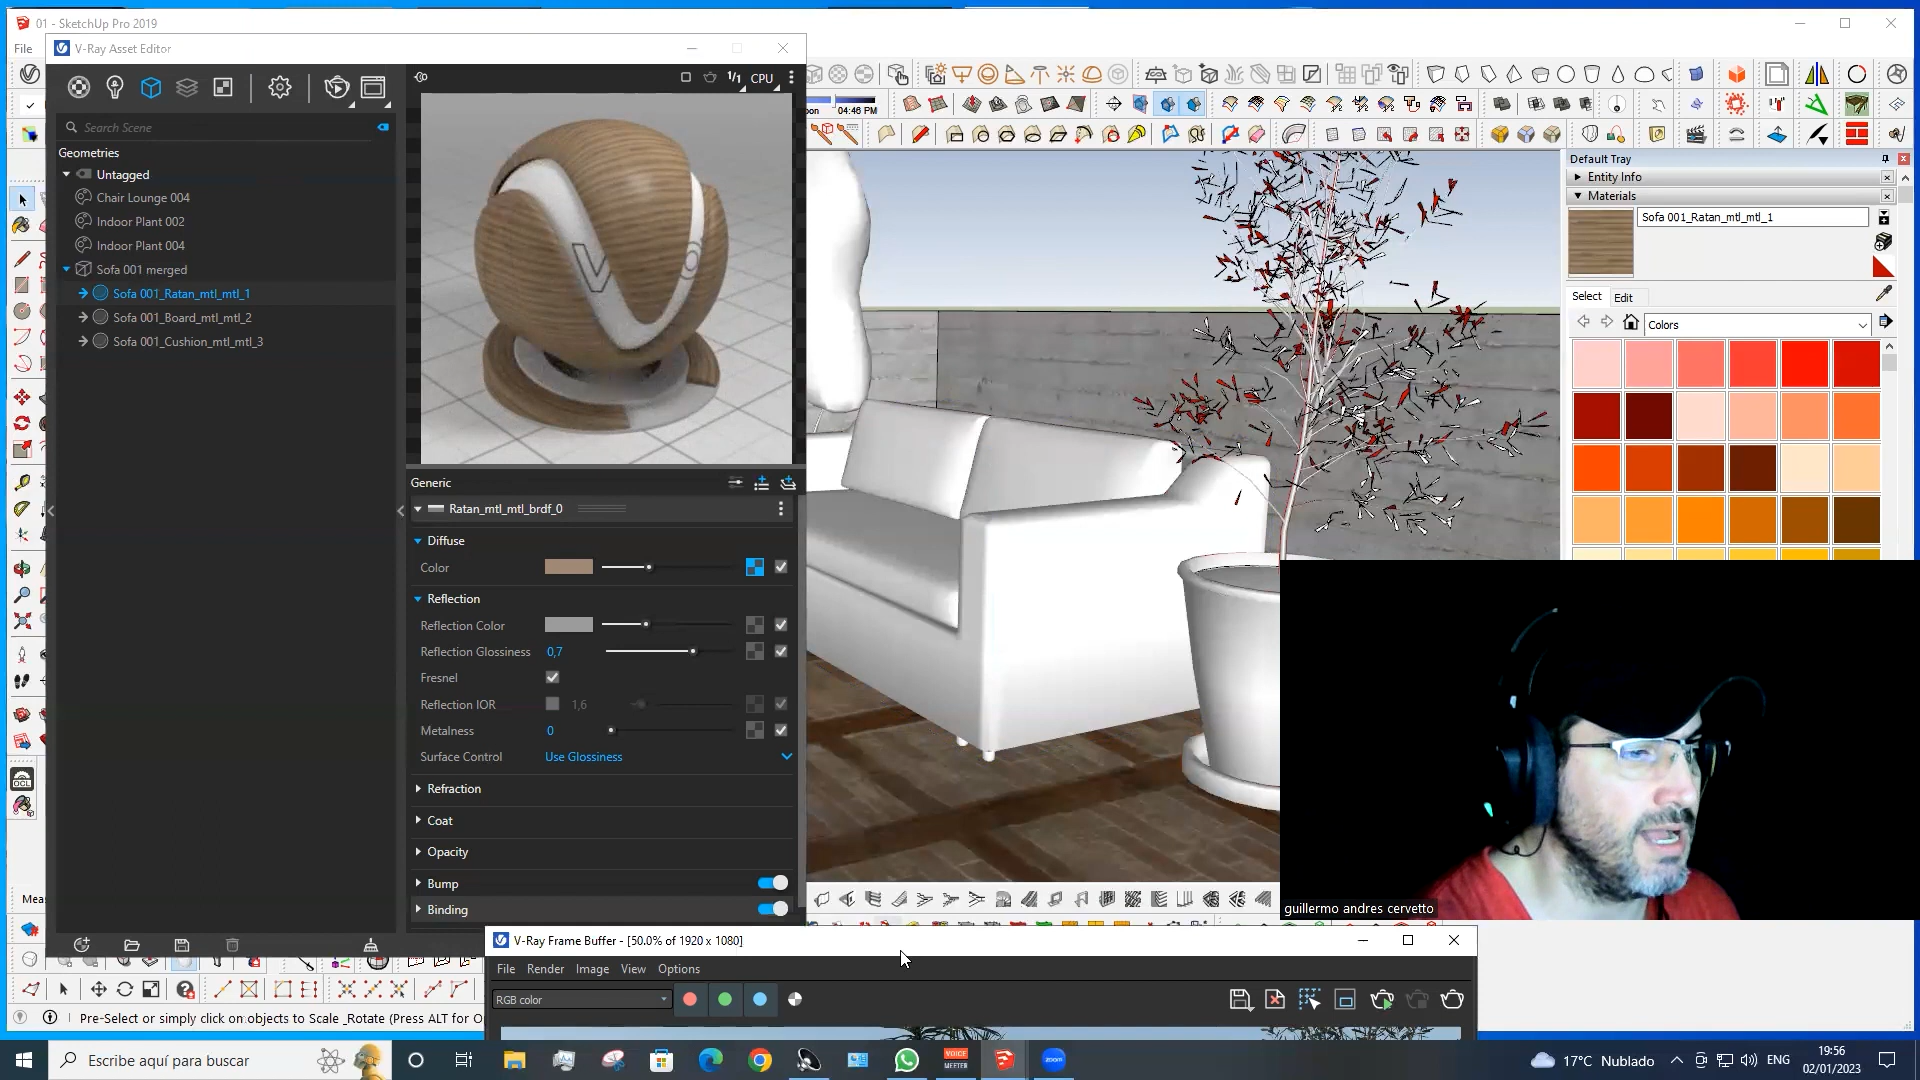 01 - SketchUp Pro 2019
File
V-Ray Asset Editor
1/1 CPU
04:46 PM
Search Scene
Geometries
Untagged
Chair Lounge 004
Indoor Plant 002
Indoor Plant 004
Sofa 001 merged
Sofa 001_Ratan_mtl_mtl_1
Sofa 001_Board_mtl_mtl_2
Sofa 001_Cushion_mtl_mtl_3
Generic
Ratan_mtl_mtl_brdf_0
Diffuse
Color
Reflection
Reflection Color
Reflection Glossiness 0,7
Fresnel
Reflection IOR 1,6
Metalness 0
Surface Control Use Glossiness
Refraction
Coat
Opacity
Bump
Binding
Default Tray
Entity Info
Materials
Sofa 001_Ratan_mtl_mtl_1
Select Edit
Colors
guillermo andres cervetto
Mea
V-Ray Frame Buffer - [50.0% of 1920 x 1080]
File Render Image View Options
RGB color
Pre-Select or simply click on objects to Scale _Rotate (Press ALT for O
Escribe aquí para buscar
VOICE
MEETER
zoom
17°C Nublado
ENG
19:56
02/01/2023